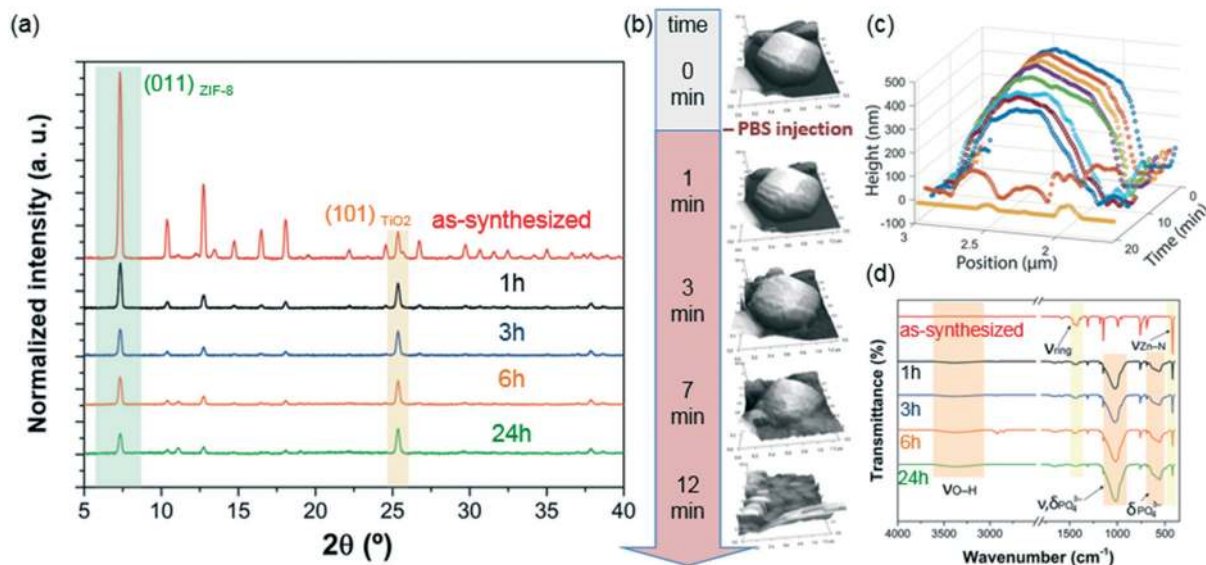 (a)
(011) ZIF-8
(101) TiO2
as-synthesized
1h
3h
6h
24h
Normalized intensity (a. u.)
5 10 15 20 25 30 35 40
2θ (º)
(b)
time
0
min
– PBS injection
1
min
3
min
7
min
12
min
(c)
500
400
300
200
100
0
-100
Height (nm)
3
2.5
2
Position (µm)
20
10
0
Time (min)
(d)
as-synthesized
νring
νZn–N
1h
3h
6h
24h
νO–H
ν,δPO₄³⁻
δPO₄³⁻
Transmittance (%)
4000 3000 1500 1000 500
Wavenumber (cm⁻¹)